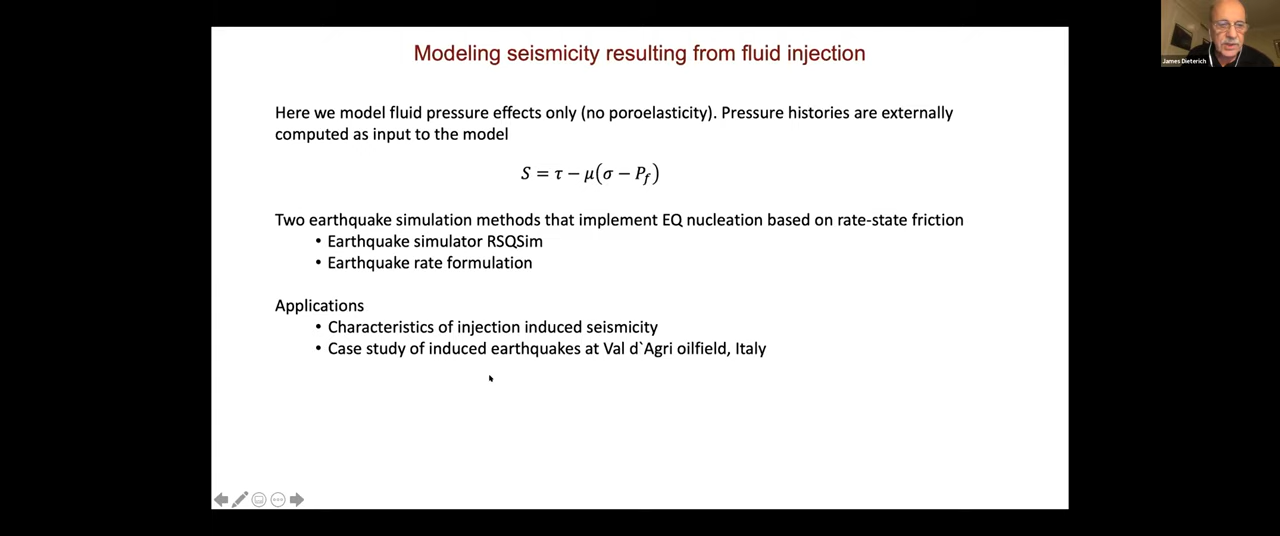 Modeling seismicity resulting from fluid injection
James Dieterich
Here we model fluid pressure effects only (no poroelasticity). Pressure histories are externally
computed as input to the model
S = τ − μ(σ − P_f)
Two earthquake simulation methods that implement EQ nucleation based on rate-state friction
• Earthquake simulator RSQSim
• Earthquake rate formulation
Applications
• Characteristics of injection induced seismicity
• Case study of induced earthquakes at Val d`Agri oilfield, Italy